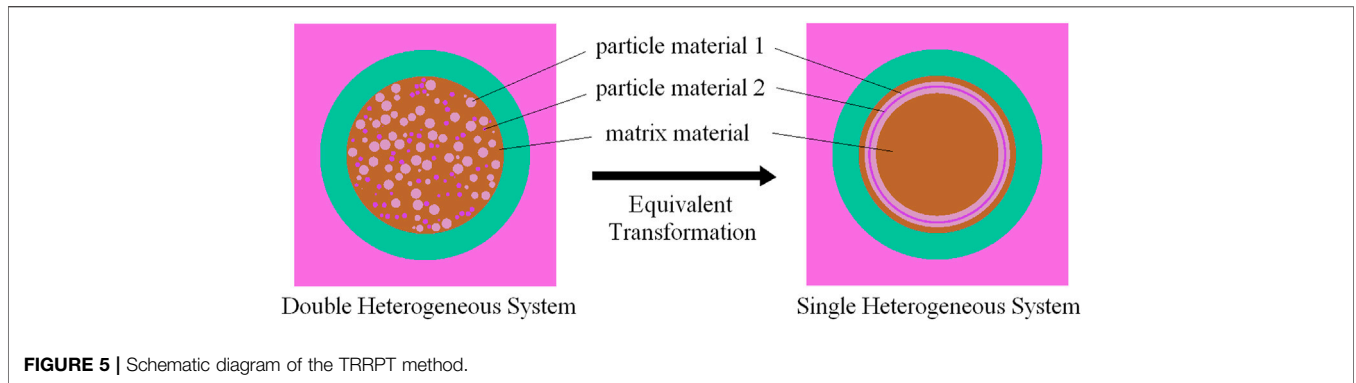 particle material 1
particle material 2
matrix material
Equivalent
Transformation
Double Heterogeneous System
Single Heterogeneous System
FIGURE 5 | Schematic diagram of the TRRPT method.